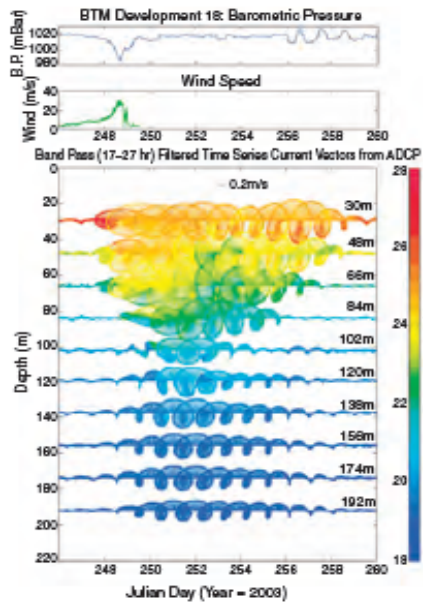 BTM Development 18: Barometric Pressure
B.P. (mBar)
1020
1000
980
Wind Speed
Wind (m/s)
40
20
0
248 250 252 254 256 258 260
Band Pass (17–27 hr) Filtered Time Series Current Vectors from ADCP
0.2m/s
Depth (m)
0
20
40
60
80
100
120
140
160
180
200
220
30m
48m
66m
84m
102m
120m
138m
156m
174m
192m
28
26
24
22
20
18
248 250 252 254 256 258 260
Julian Day (Year = 2003)